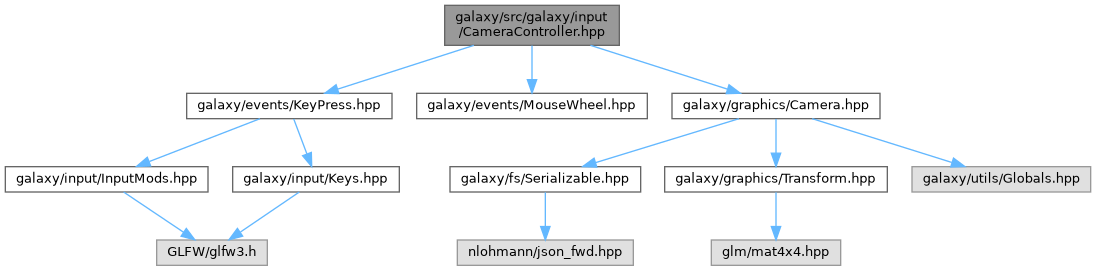 galaxy/src/galaxy/input
/CameraController.hpp
galaxy/events/KeyPress.hpp
galaxy/events/MouseWheel.hpp
galaxy/graphics/Camera.hpp
galaxy/input/InputMods.hpp
galaxy/input/Keys.hpp
galaxy/fs/Serializable.hpp
galaxy/graphics/Transform.hpp
galaxy/utils/Globals.hpp
GLFW/glfw3.h
nlohmann/json_fwd.hpp
glm/mat4x4.hpp